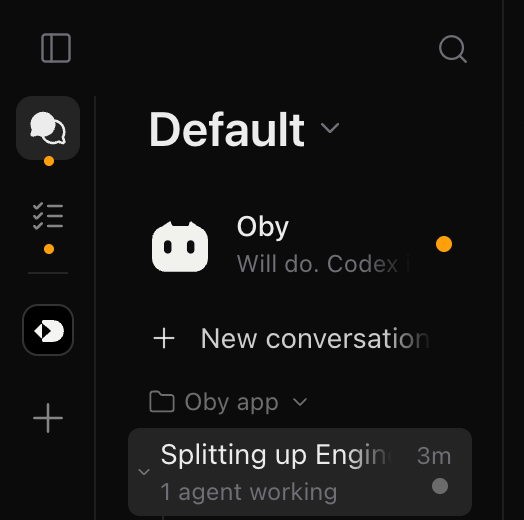 Default
Oby
Will do. Codex
New conversation
Oby app
Splitting up Engin
3m
1 agent working